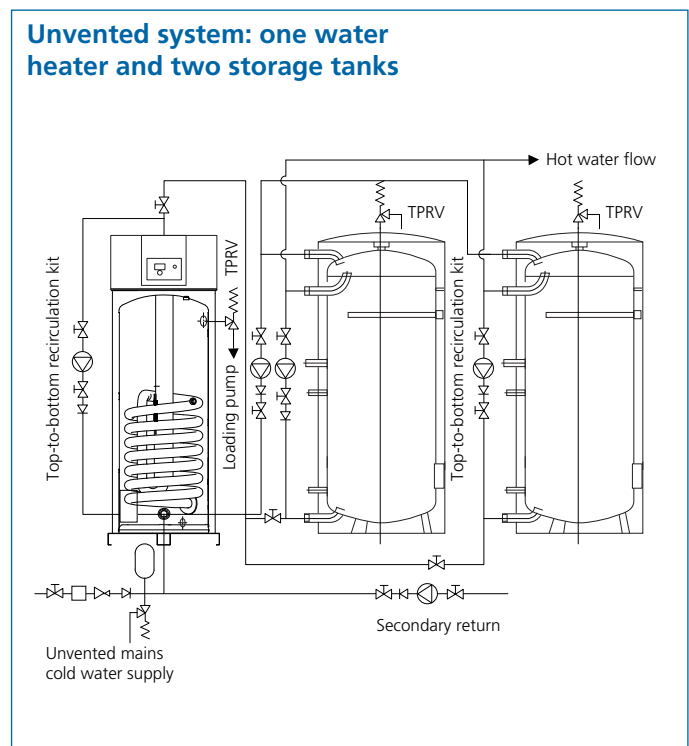 Unvented system: one water
heater and two storage tanks
Hot water flow
TPRV
TPRV
TPRV
Top-to-bottom recirculation kit
Loading pump
Top-to-bottom recirculation kit
Secondary return
Unvented mains
cold water supply